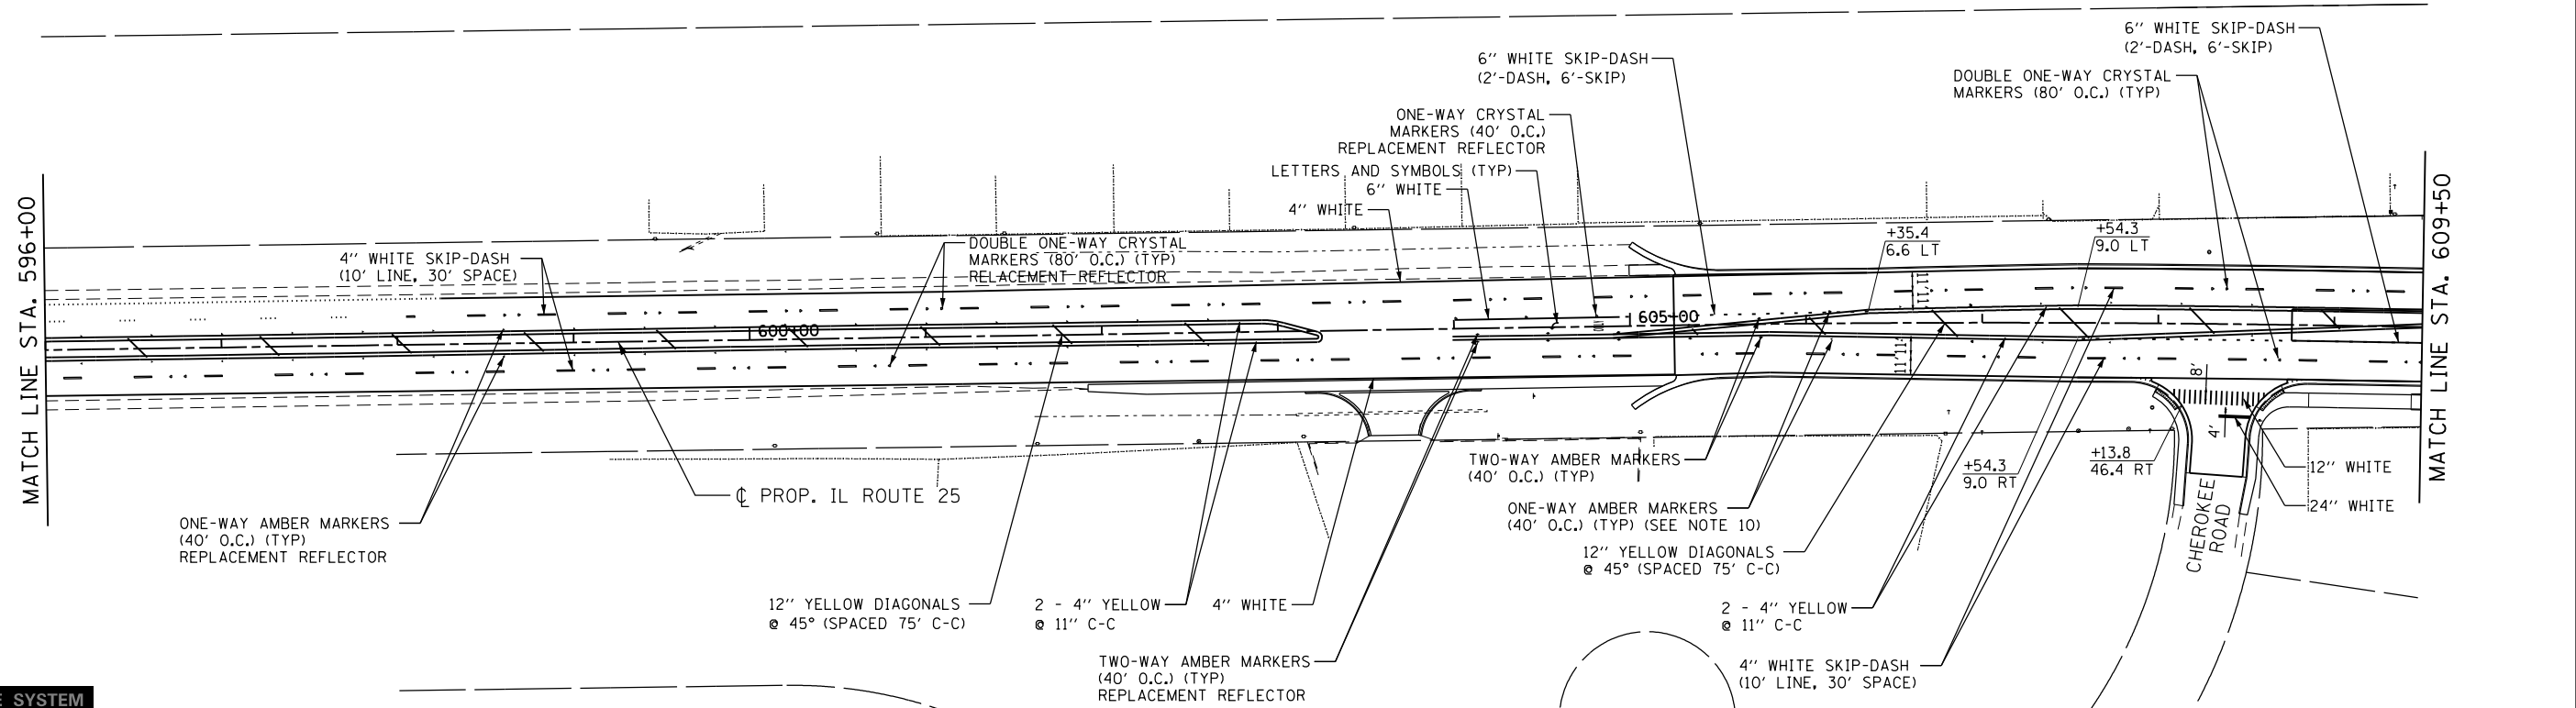 6" WHITE SKIP-DASH
(2'-DASH, 6'-SKIP)
6" WHITE SKIP-DASH
(2'-DASH, 6'-SKIP)
DOUBLE ONE-WAY CRYSTAL
MARKERS (80' O.C.) (TYP)
ONE-WAY CRYSTAL
MARKERS (40' O.C.)
REPLACEMENT REFLECTOR
LETTERS AND SYMBOLS (TYP)
6" WHITE
4" WHITE
MATCH LINE STA. 596+00
MATCH LINE STA. 609+50
4" WHITE SKIP-DASH
(10' LINE, 30' SPACE)
DOUBLE ONE-WAY CRYSTAL
MARKERS (80' O.C.) (TYP)
RELACEMENT REFLECTOR
+35.4
6.6 LT
+54.3
9.0 LT
11'
11'
600+00
605+00
11'
11'
8'
4'
TWO-WAY AMBER MARKERS
(40' O.C.) (TYP)
+54.3
9.0 RT
+13.8
46.4 RT
12" WHITE
24" WHITE
CHEROKEE
ROAD
℄ PROP. IL ROUTE 25
ONE-WAY AMBER MARKERS
(40' O.C.) (TYP)
REPLACEMENT REFLECTOR
ONE-WAY AMBER MARKERS
(40' O.C.) (TYP) (SEE NOTE 10)
12" YELLOW DIAGONALS
@ 45° (SPACED 75' C-C)
12" YELLOW DIAGONALS
@ 45° (SPACED 75' C-C)
2 - 4" YELLOW
@ 11" C-C
4" WHITE
2 - 4" YELLOW
@ 11" C-C
TWO-WAY AMBER MARKERS
(40' O.C.) (TYP)
REPLACEMENT REFLECTOR
4" WHITE SKIP-DASH
(10' LINE, 30' SPACE)
E SYSTEM